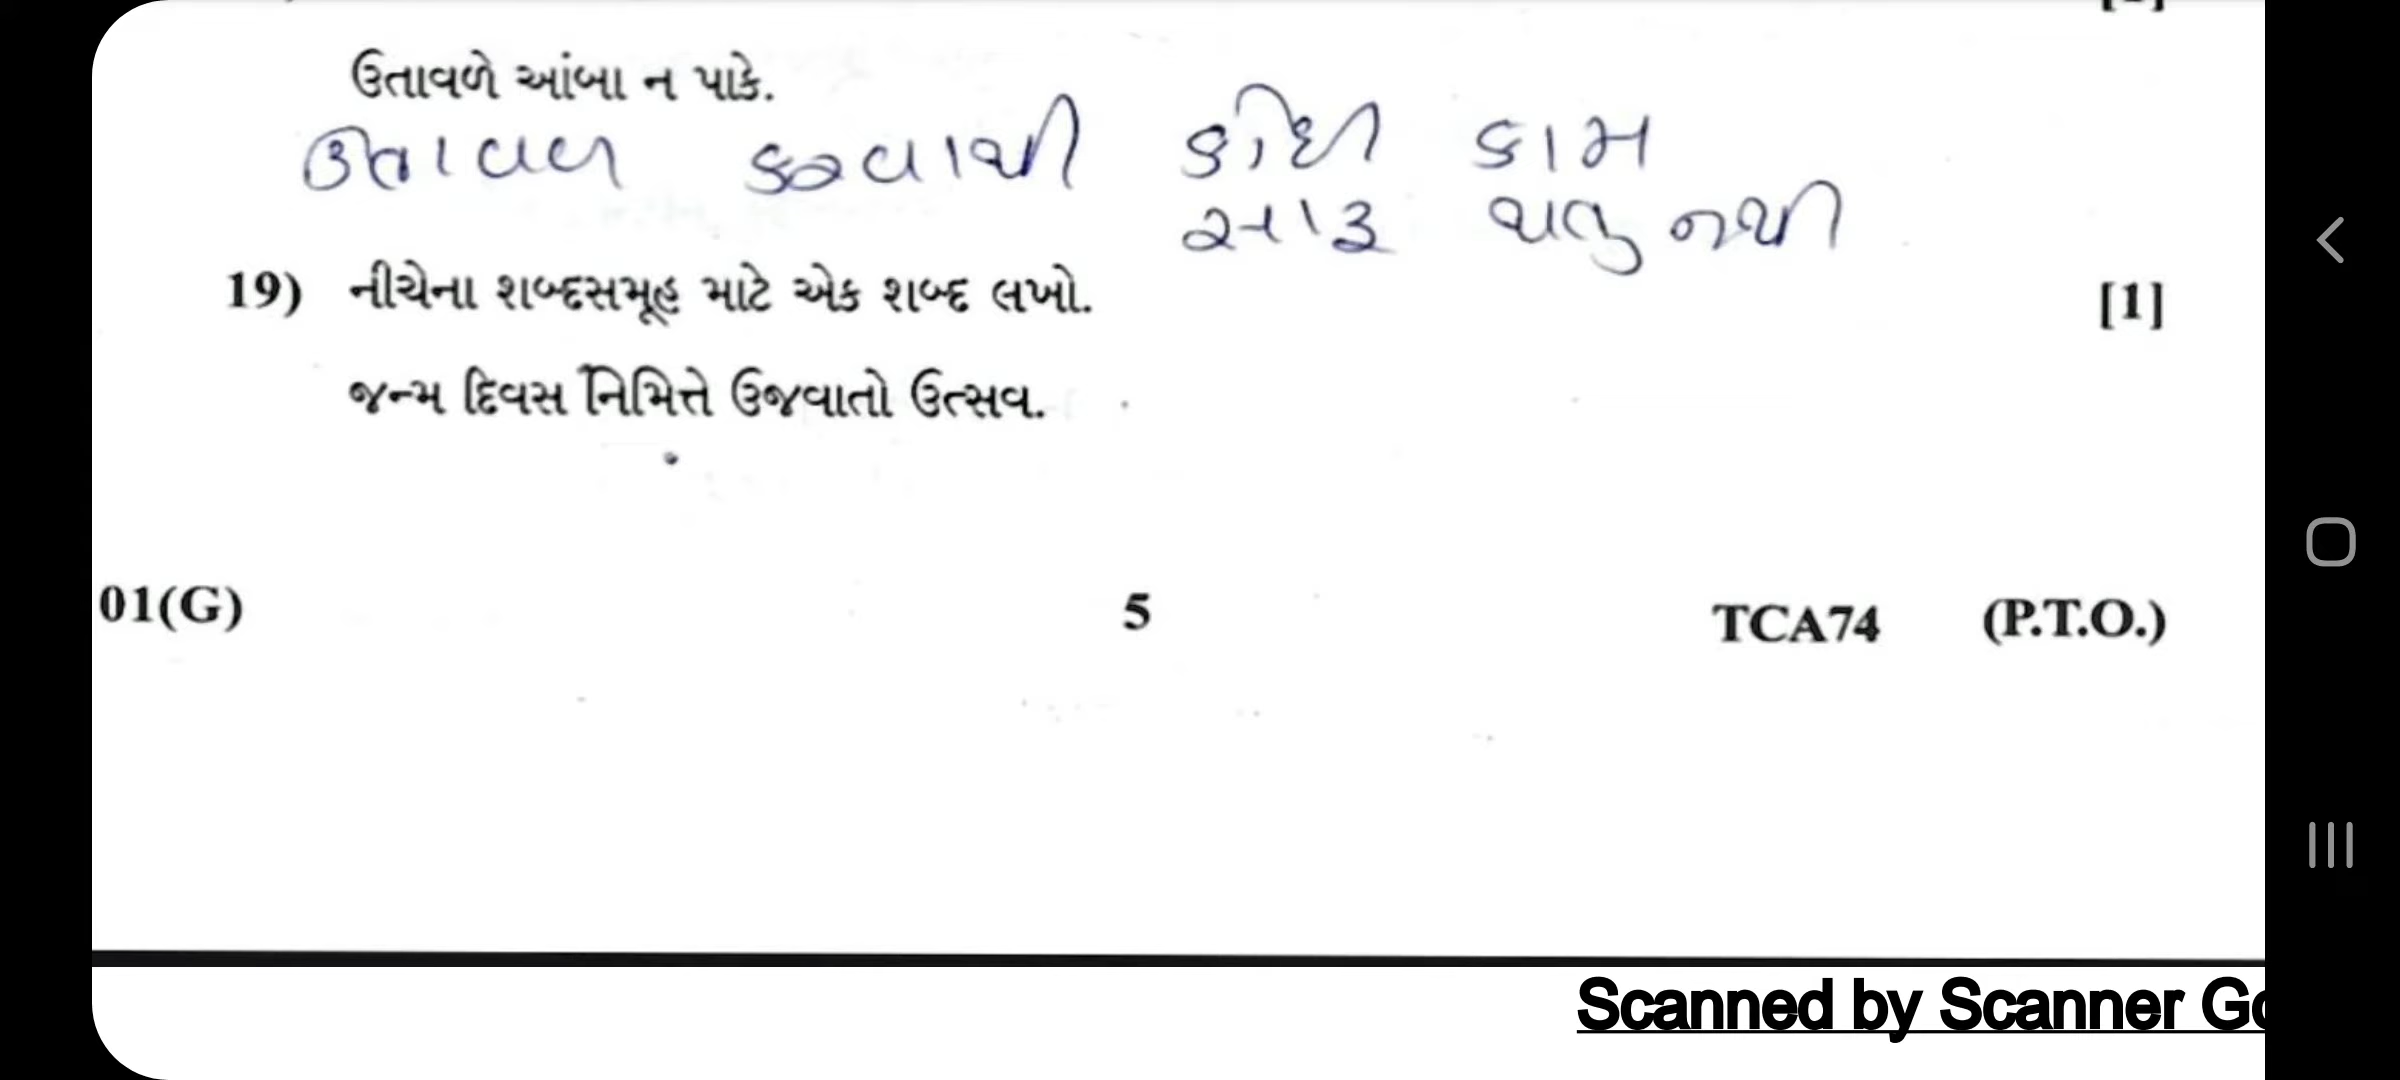 ઉતાવળે આંબા ન પાકે.
ઉતાવળ કરવાથી કોઈ કામ
સારૂ થતુ નથી
19) નીચેના શબ્દસમૂહ માટે એક શબ્દ લખો. [1]
જન્મ દિવસ નિમિત્તે ઉજવાતો ઉત્સવ.
01(G) 5 TCA74 (P.T.O.)
Scanned by Scanner Go